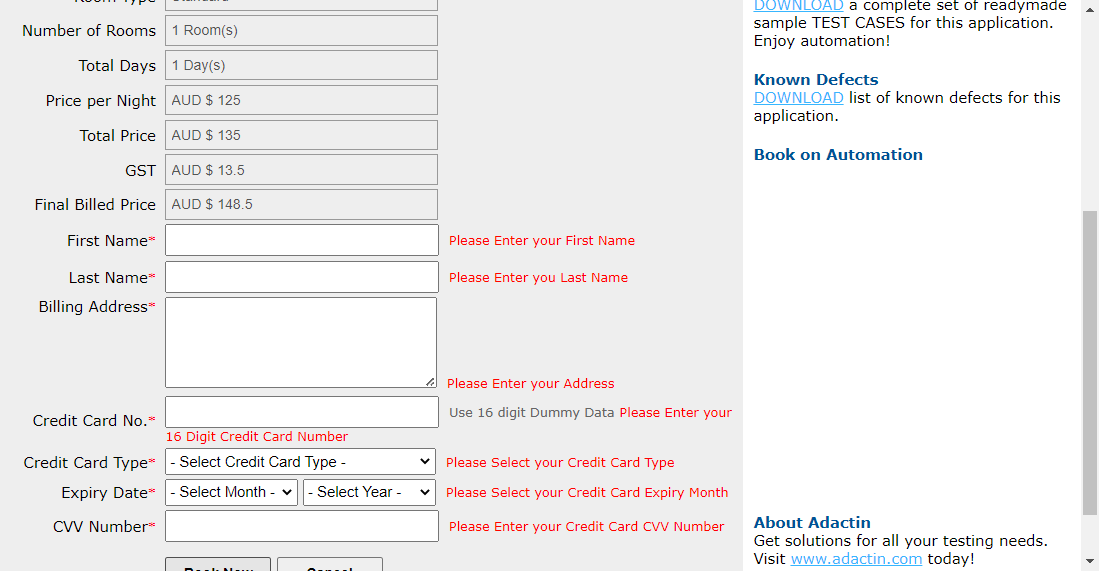 Room Type Standard
Number of Rooms 1 Room(s)
Total Days 1 Day(s)
Price per Night AUD $ 125
Total Price AUD $ 135
GST AUD $ 13.5
Final Billed Price AUD $ 148.5
First Name* Please Enter your First Name
Last Name* Please Enter you Last Name
Billing Address*
Please Enter your Address
Credit Card No.* Use 16 digit Dummy Data Please Enter your
16 Digit Credit Card Number
Credit Card Type* - Select Credit Card Type - Please Select your Credit Card Type
Expiry Date* - Select Month - - Select Year - Please Select your Credit Card Expiry Month
CVV Number* Please Enter your Credit Card CVV Number
Book Now Cancel
DOWNLOAD a complete set of readymade
sample TEST CASES for this application.
Enjoy automation!
Known Defects
DOWNLOAD list of known defects for this
application.
Book on Automation
About Adactin
Get solutions for all your testing needs.
Visit www.adactin.com today!